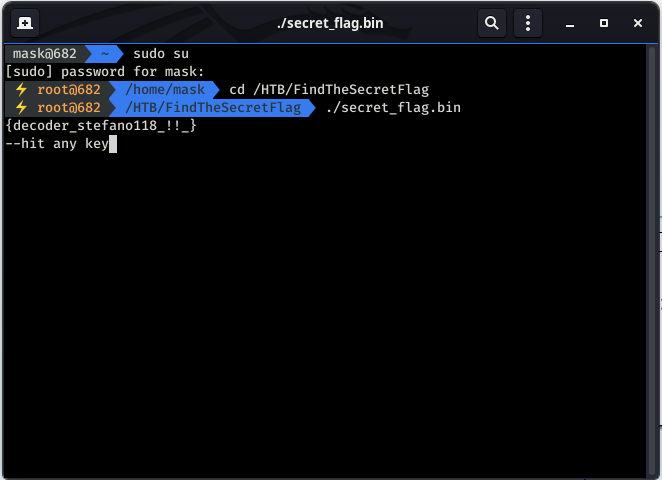 ./secret_flag.bin
mask@682 ~ sudo su
[sudo] password for mask:
⚡ root@682 /home/mask cd /HTB/FindTheSecretFlag
⚡ root@682 /HTB/FindTheSecretFlag ./secret_flag.bin
{decoder_stefano118_!!_}
--hit any key